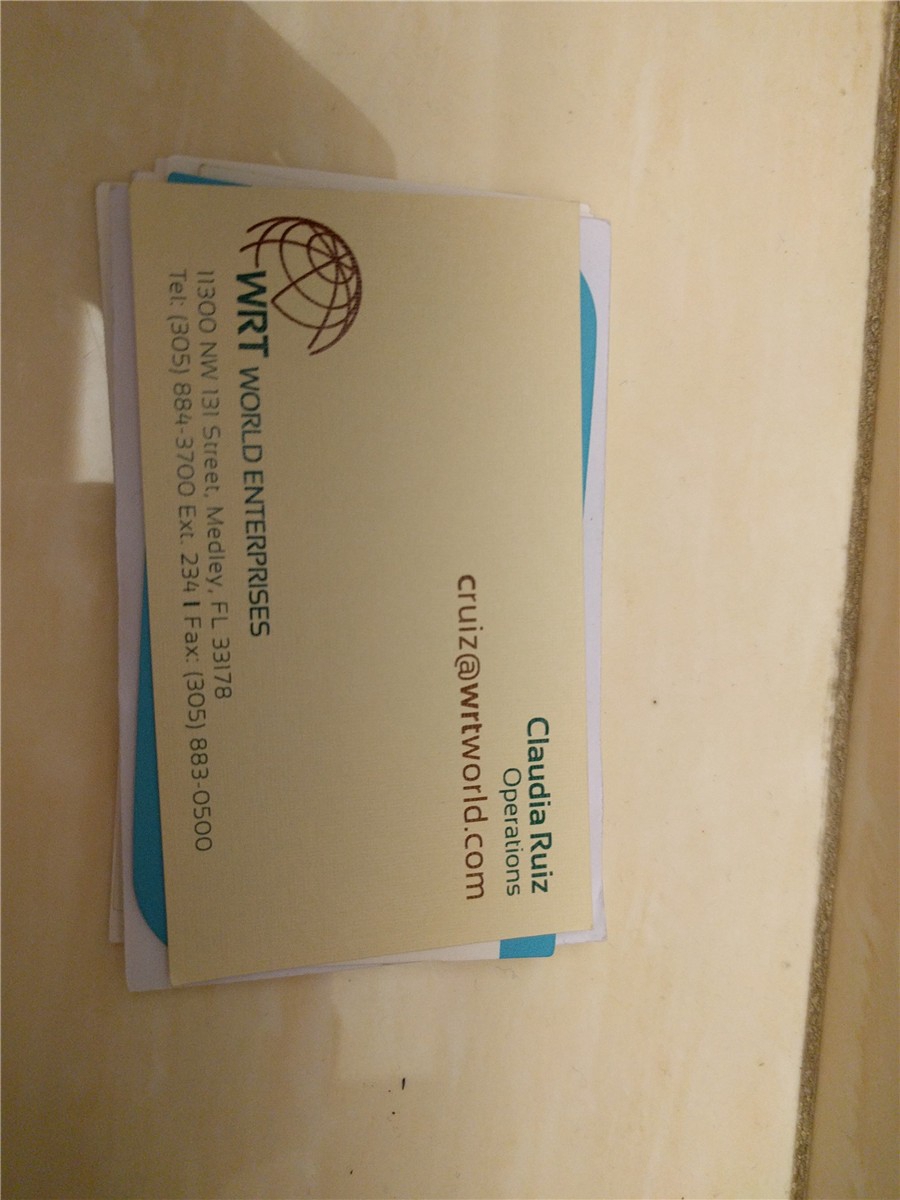 Claudia Ruiz
Operations
cruiz@wrtworld.com
WRT WORLD ENTERPRISES
11300 NW 131 Street, Medley, FL 33178
Tel: (305) 884-3700 Ext. 234 | Fax: (305) 883-0500